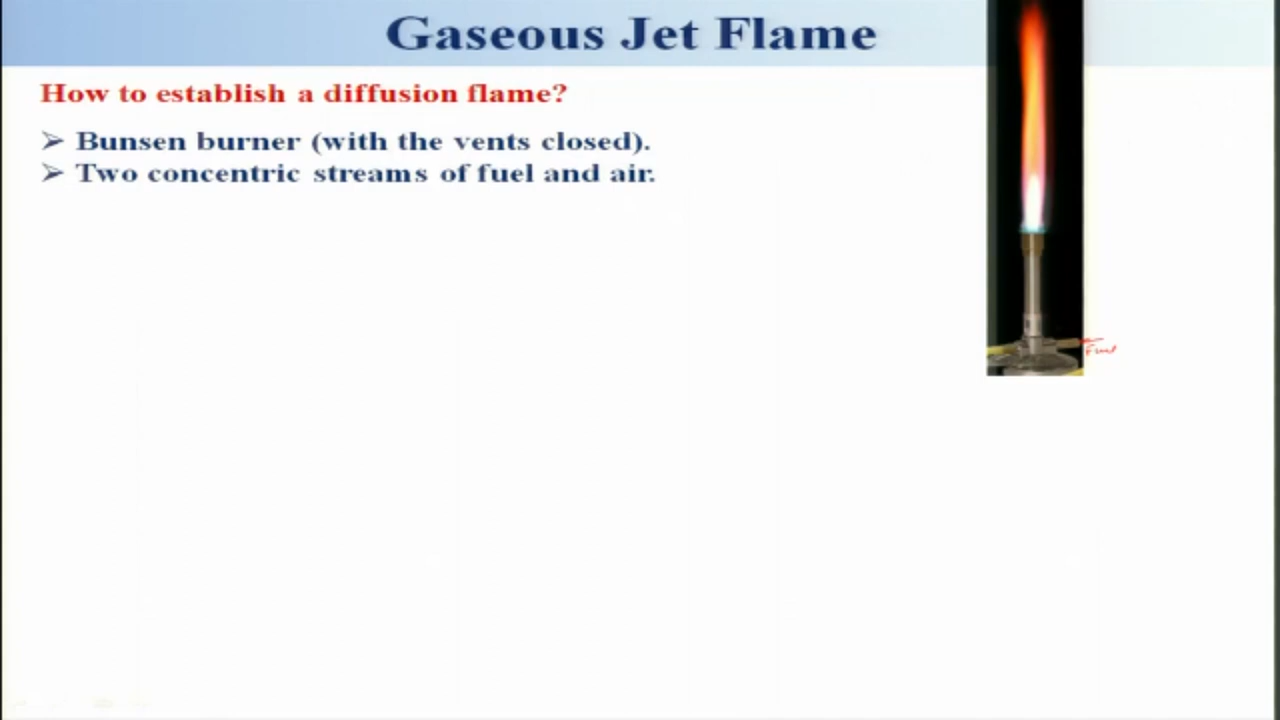 Gaseous Jet Flame
How to establish a diffusion flame?
➢ Bunsen burner (with the vents closed).
➢ Two concentric streams of fuel and air.
Fuel